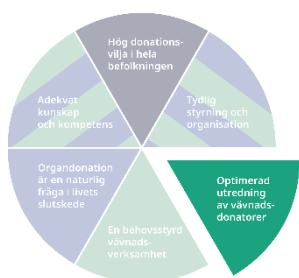 Hög donations-
vilja i hela
befolkningen
Tydlig
styrning och
organisation
Optimerad
utredning
av vävnads-
donatorer
En behovsstyrd
vävnads-
verksamhet
Organdonation
är en naturlig
fråga i livets
slutskede
Adekvat
kunskap
och kompetens